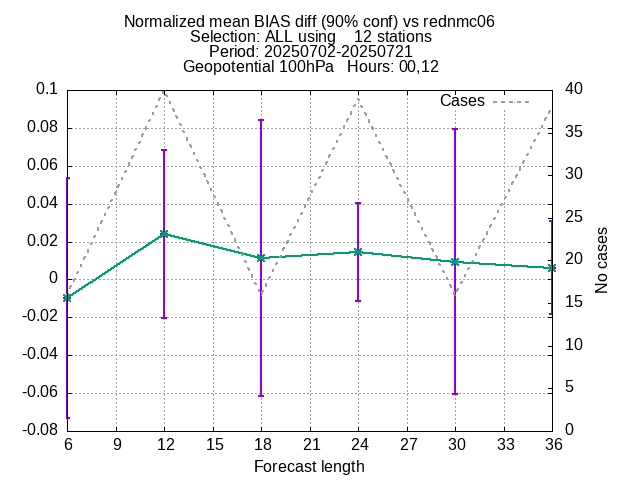 Normalized mean BIAS diff (90% conf) vs rednmc06
Selection: ALL using    12 stations
Period: 20250702-20250721
Geopotential 100hPa   Hours: 00,12
Cases
0.1
0.08
0.06
0.04
0.02
0
-0.02
-0.04
-0.06
-0.08
40
35
30
25
20
15
10
5
0
No cases
6 9 12 15 18 21 24 27 30 33 36
Forecast length